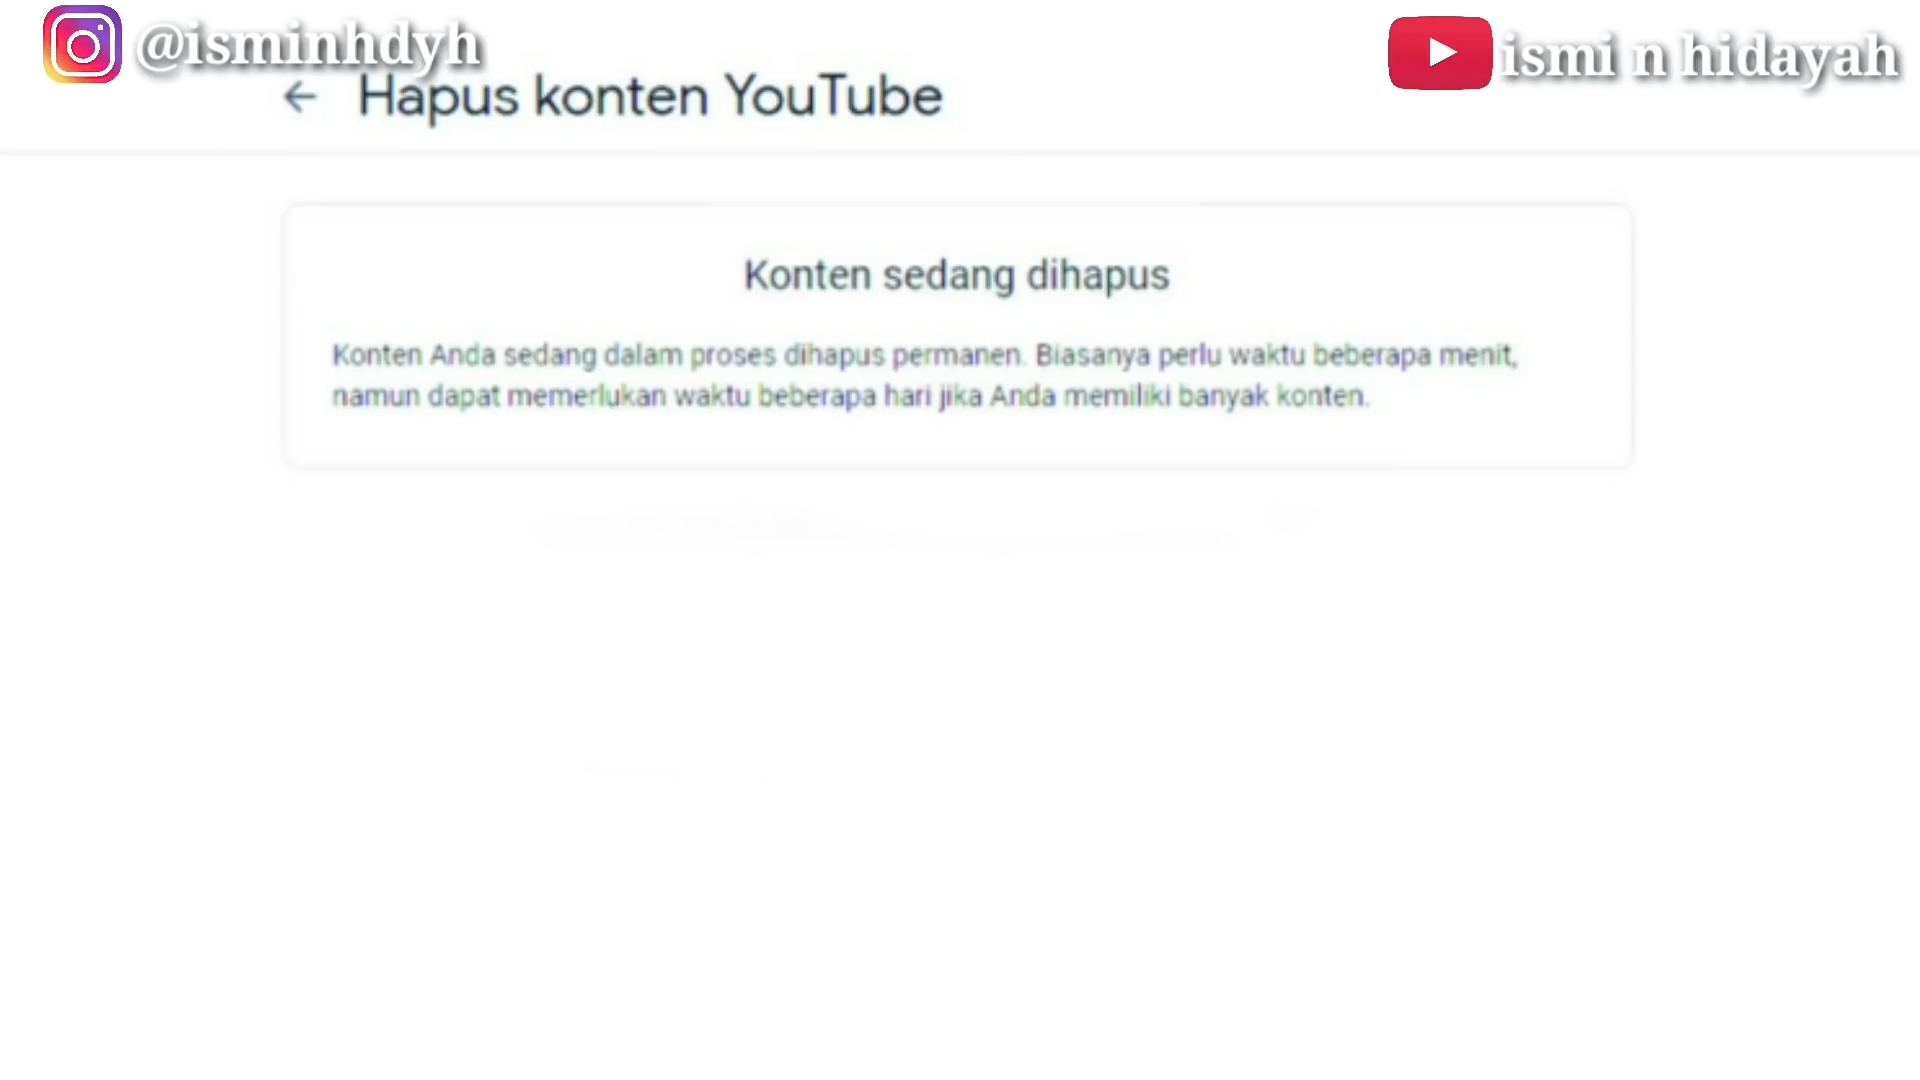 @isminhdyh
ismi n hidayah
Hapus konten YouTube
Konten sedang dihapus
Konten Anda sedang dalam proses dihapus permanen. Biasanya perlu waktu beberapa menit,
namun dapat memerlukan waktu beberapa hari jika Anda memiliki banyak konten.